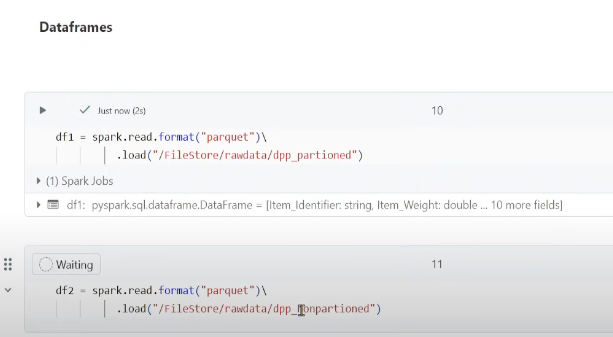 Dataframes
Just now (2s)
10
df1 = spark.read.format("parquet")\
.load("/FileStore/rawdata/dpp_partioned")
(1) Spark Jobs
df1: pyspark.sql.dataframe.DataFrame = [Item_Identifier: string, Item_Weight: double ... 10 more fields]
Waiting
11
df2 = spark.read.format("parquet")\
.load("/FileStore/rawdata/dpp_nonpartioned")